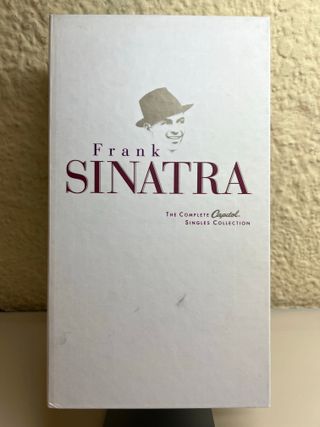 Frank
SINATRA
THE COMPLETE Capitol
SINGLES COLLECTION